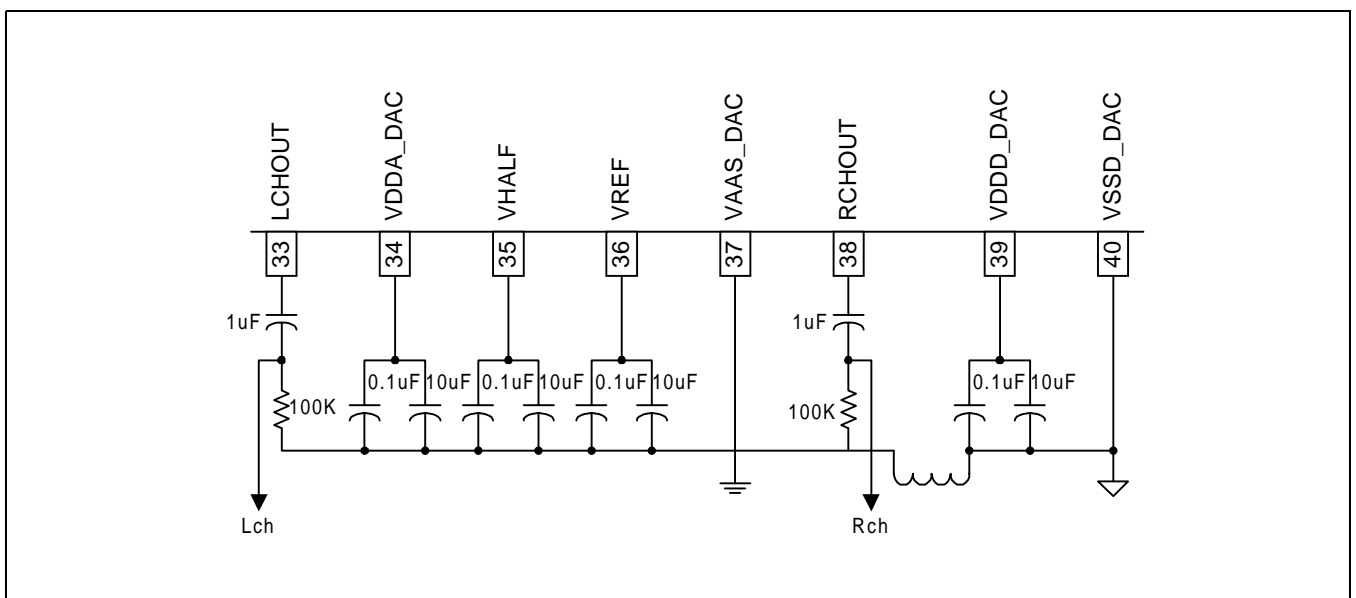 LCHOUT
VDDA_DAC
VHALF
VREF
VAAS_DAC
RCHOUT
VDDD_DAC
VSSD_DAC
33
34
35
36
37
38
39
40
1uF
1uF
0.1uF 10uF
0.1uF 10uF
0.1uF 10uF
0.1uF 10uF
100K
100K
Lch
Rch